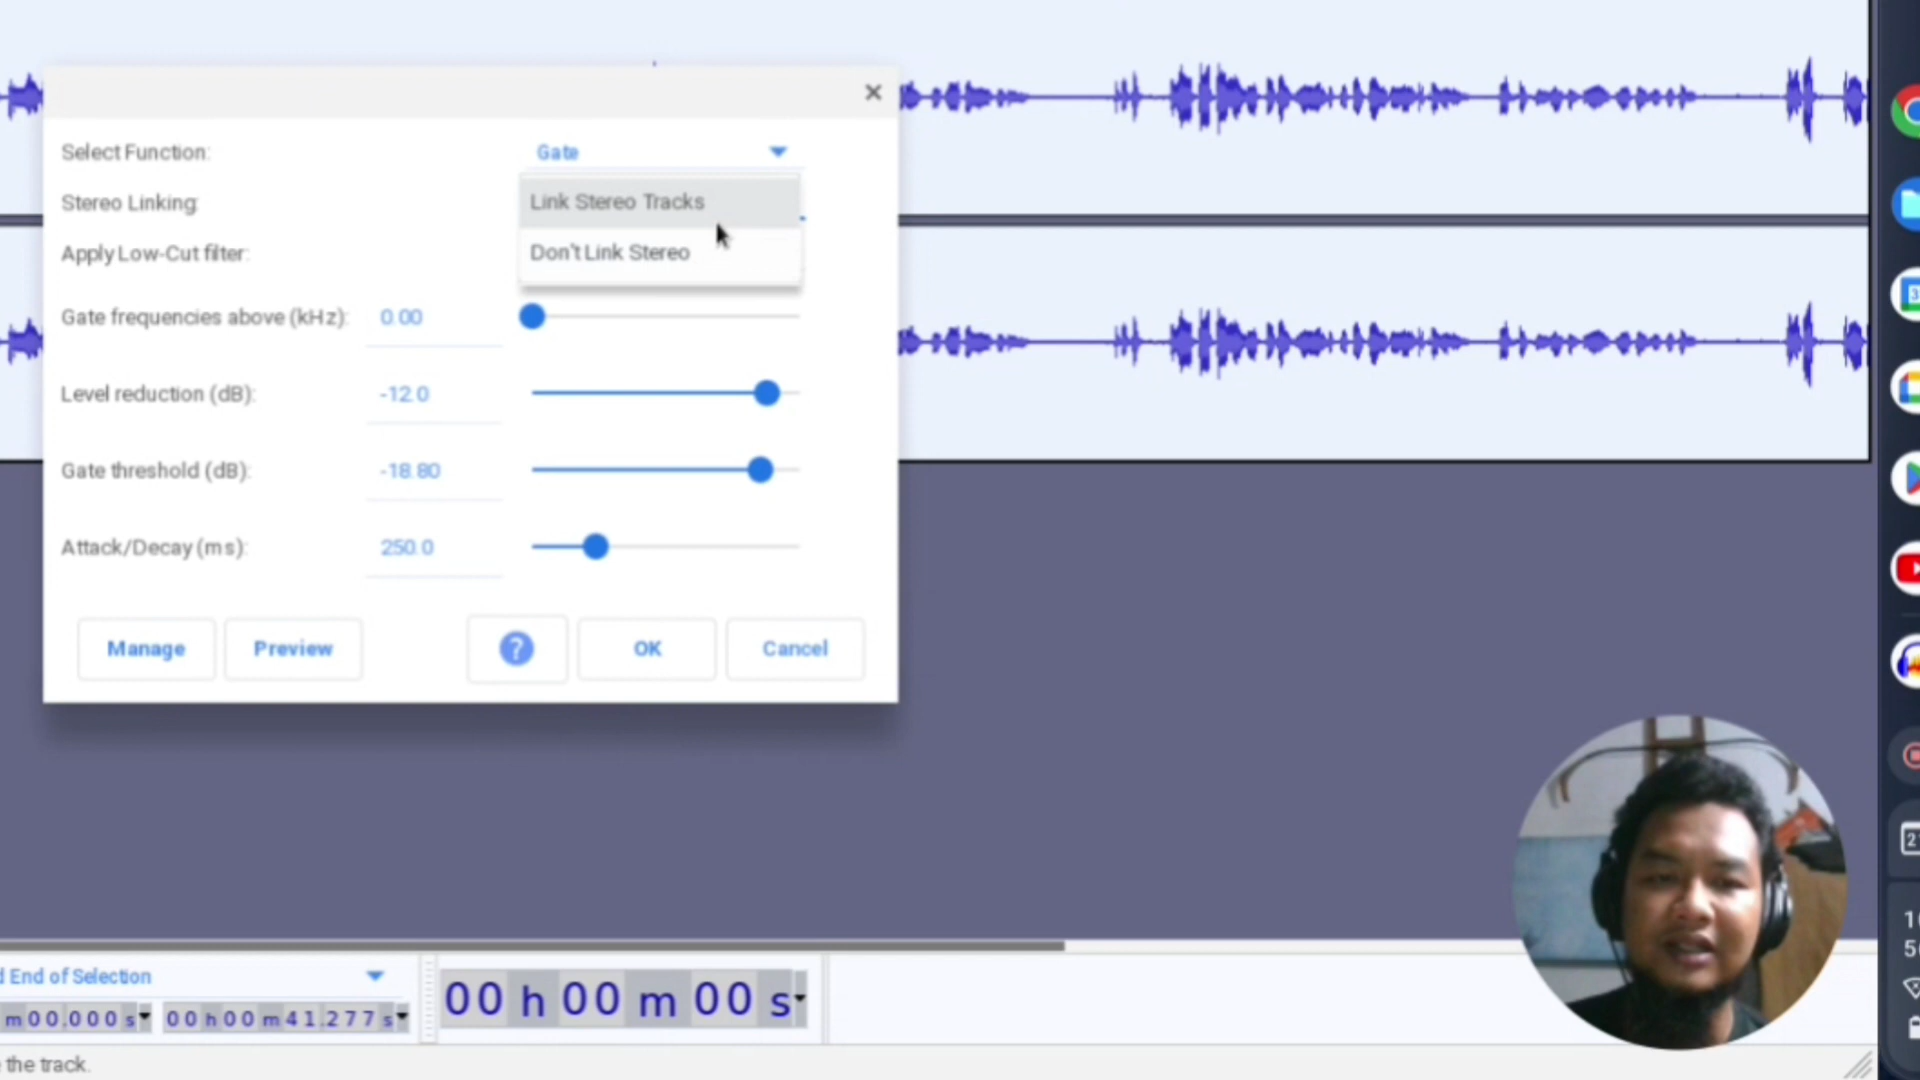 Select Function:
Gate
Stereo Linking:
Link Stereo Tracks
Apply Low-Cut filter:
Don't Link Stereo
Gate frequencies above (kHz):
0.00
Level reduction (dB):
-12.0
Gate threshold (dB):
-18.80
Attack/Decay (ms):
250.0
Manage
Preview
?
OK
Cancel
End of Selection
m 00.000 s
00 h 00 m 41.277 s
00 h 00 m 00 s
the track.